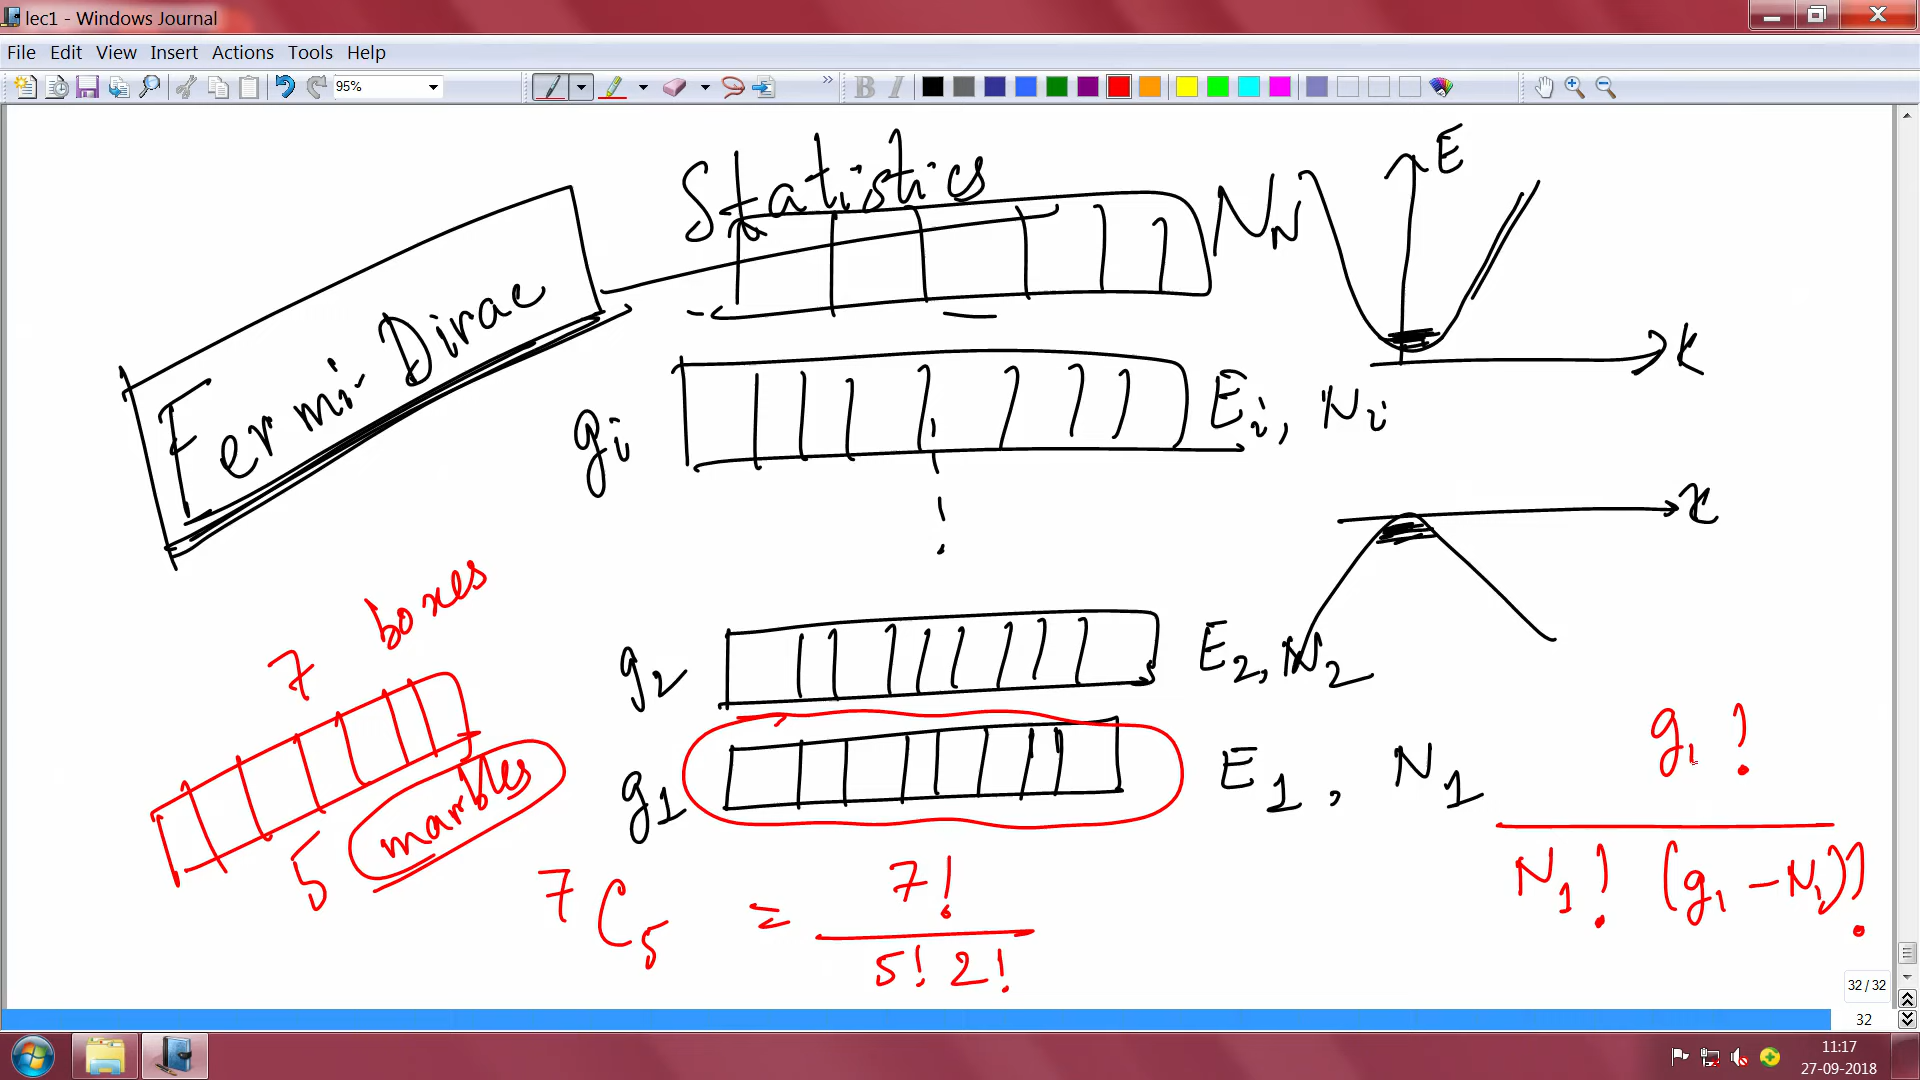 lec1 - Windows Journal
File Edit View Insert Actions Tools Help
95%
B I
Statistics
N_N
E
k
Fermi-Dirac
g_i
E_i, N_i
x
7 boxes
g_2
E_2, N_2
5 marbles
g_1
E_1, N_1
g_1!
N_1! (g_1 - N_1)!
7C_5 = 7!
5! 2!
32 / 32
32
11:17
27-09-2018